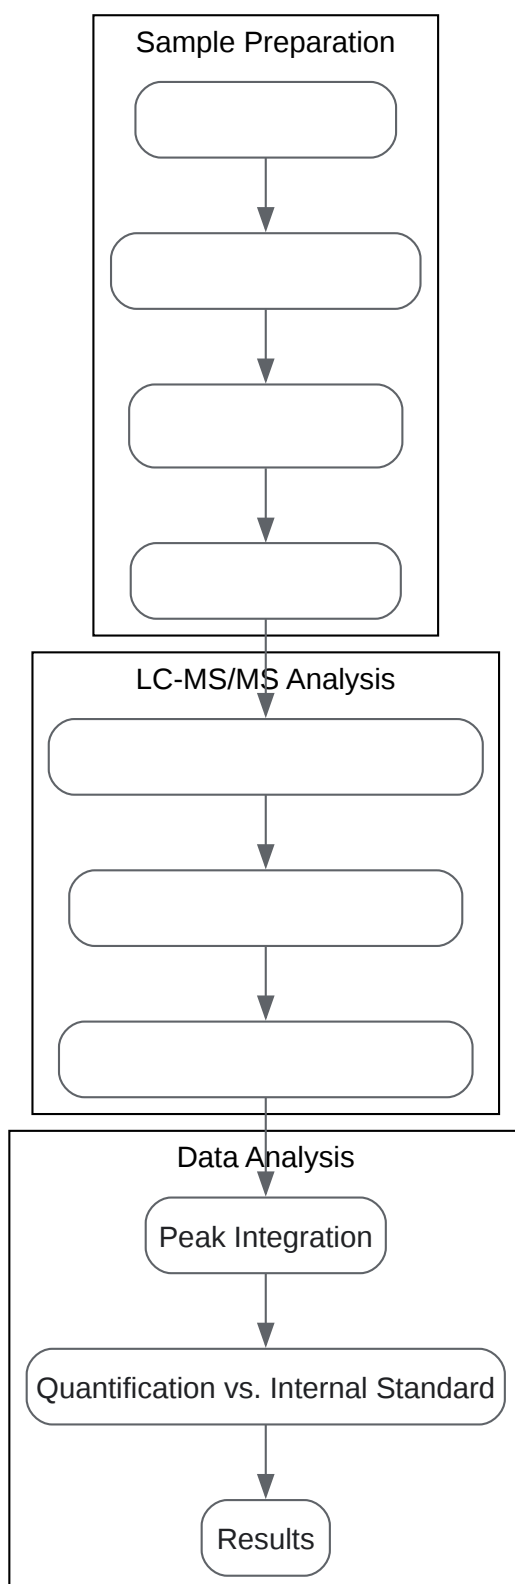 Sample Preparation
LC-MS/MS Analysis
Data Analysis
Peak Integration
Quantification vs. Internal Standard
Results